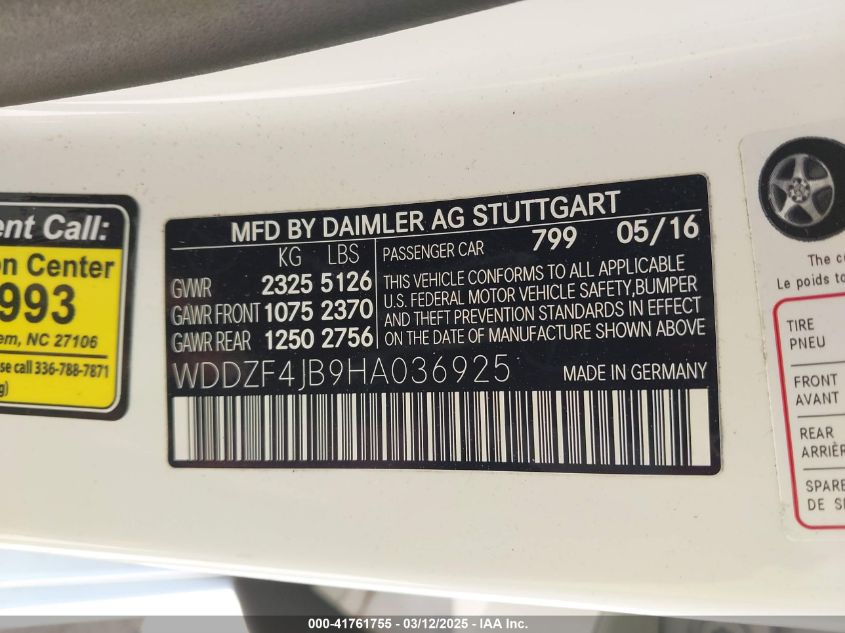 ent Call:
on Center
993
em, NC 27106
se call 336-788-7871
g)
MFD BY DAIMLER AG STUTTGART
KG LBS
GVWR 2325 5126
GAWR FRONT 1075 2370
GAWR REAR 1250 2756
PASSENGER CAR 799 05/16
THIS VEHICLE CONFORMS TO ALL APPLICABLE
U.S. FEDERAL MOTOR VEHICLE SAFETY,BUMPER
AND THEFT PREVENTION STANDARDS IN EFFECT
ON THE DATE OF MANUFACTURE SHOWN ABOVE
WDDZF4JB9HA036925 MADE IN GERMANY
The co
Le poids to
TIRE
PNEU
FRONT
AVANT
REAR
ARRIÈR
SPARE
DE SE
000-41761755 - 03/12/2025 - IAA Inc.